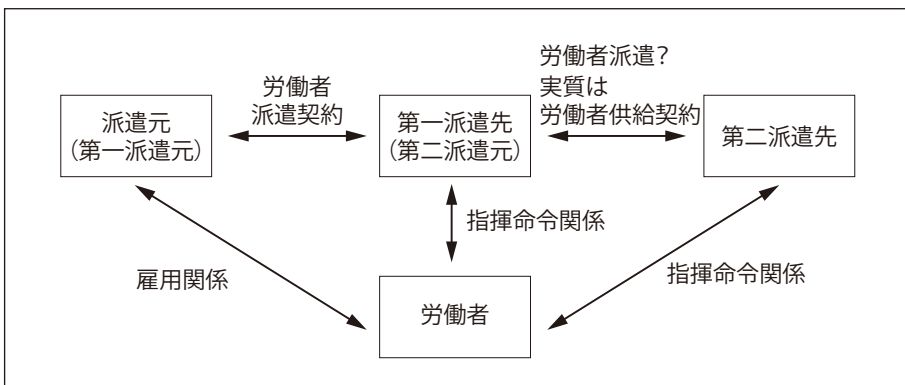 労働者
派遣契約
労働者派遣?
実質は
労働者供給契約
派遣元
(第一派遣元)
第一派遣先
(第二派遣元)
第二派遣先
指揮命令関係
雇用関係
指揮命令関係
労働者